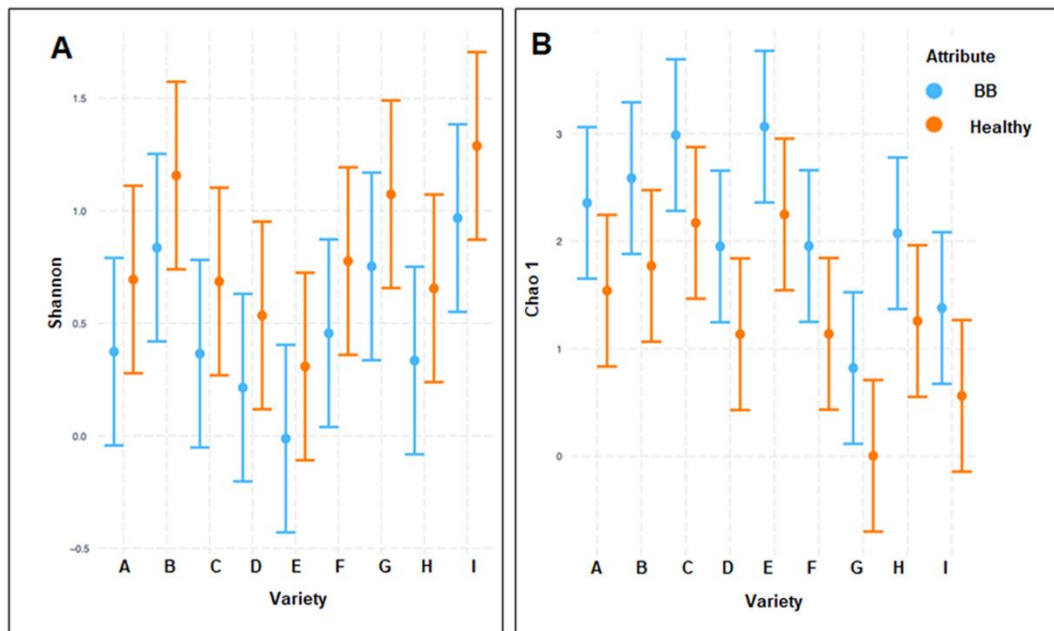 A
Shannon
1.5
1.0
0.5
0.0
−0.5
A B C D E F G H I
Variety
B
Attribute
BB
Healthy
Chao 1
3
2
1
0
A B C D E F G H I
Variety